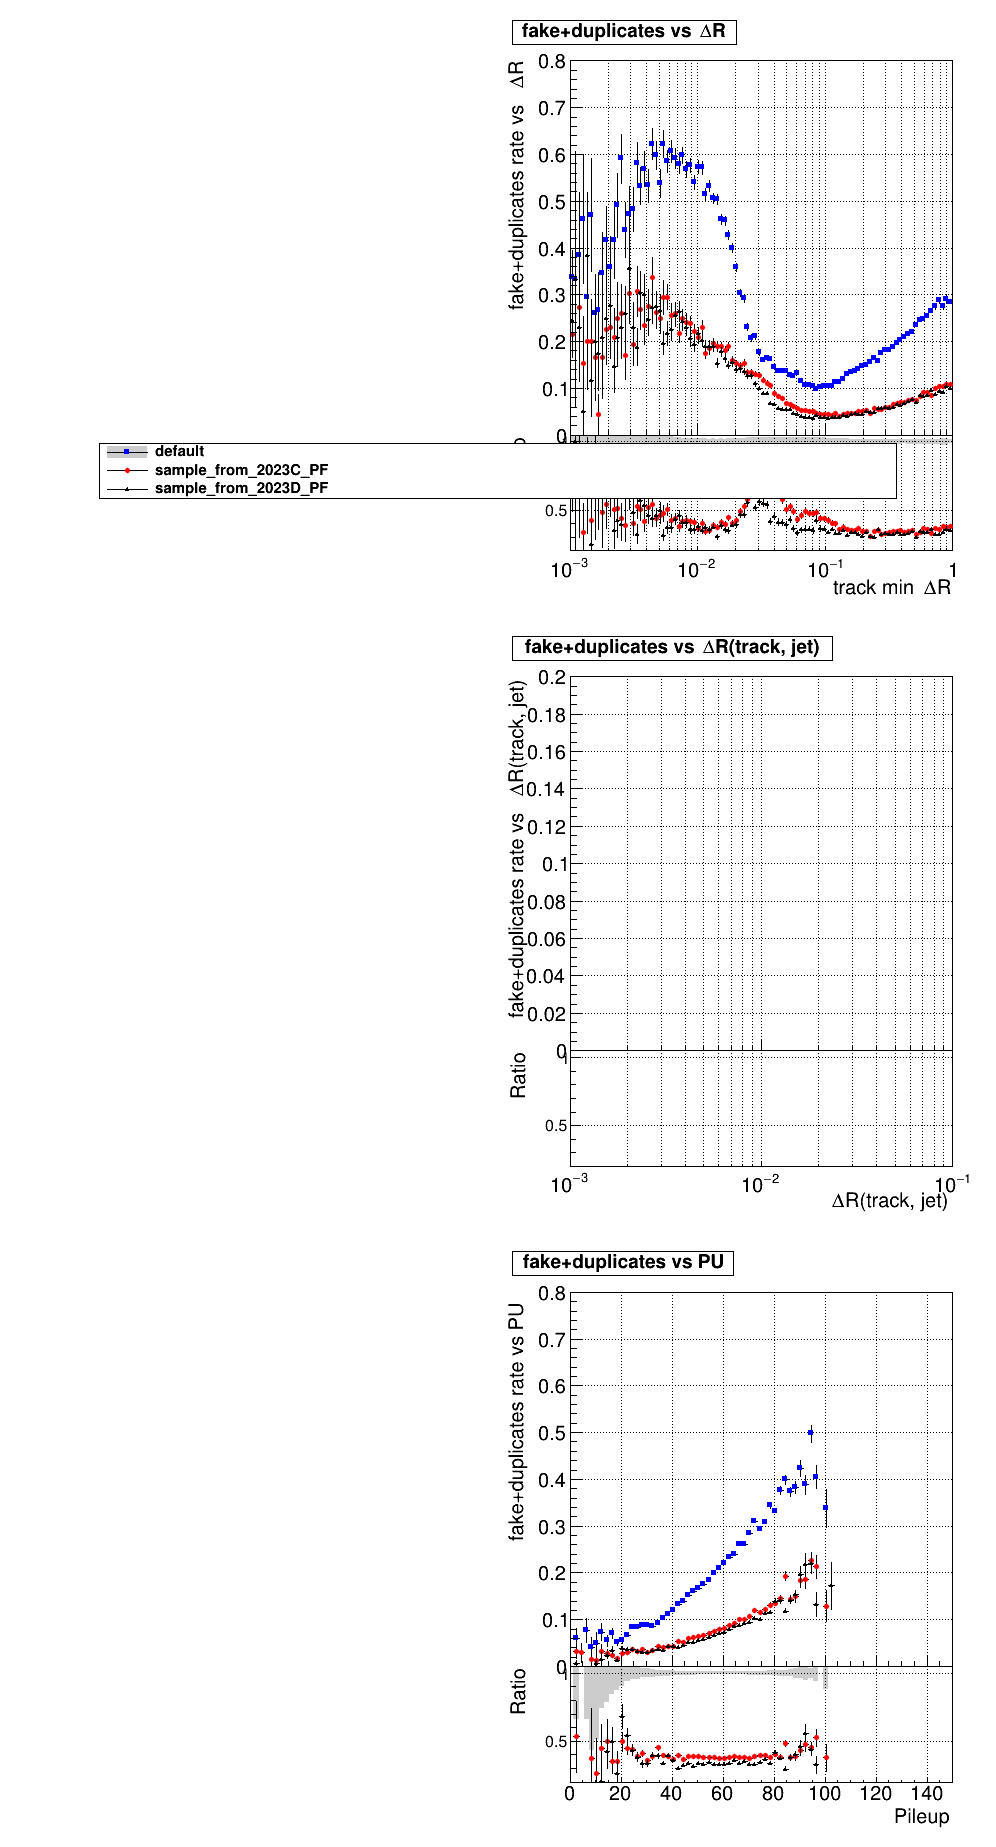 fake+duplicates vs ΔR
fake+duplicates rate vs ΔR
0.8
0.7
0.6
0.5
0.4
0.3
0.2
0.1
0
default
sample_from_2023C_PF
sample_from_2023D_PF
0.5
10⁻³ 10⁻² 10⁻¹ 1
track min ΔR
fake+duplicates vs ΔR(track, jet)
fake+duplicates rate vs ΔR(track, jet)
0.2
0.18
0.16
0.14
0.12
0.1
0.08
0.06
0.04
0.02
0
Ratio
1
0.5
10⁻³ 10⁻² 10⁻¹
ΔR(track, jet)
fake+duplicates vs PU
fake+duplicates rate vs PU
0.8
0.7
0.6
0.5
0.4
0.3
0.2
0.1
0
Ratio
1
0.5
0 20 40 60 80 100 120 140
Pileup